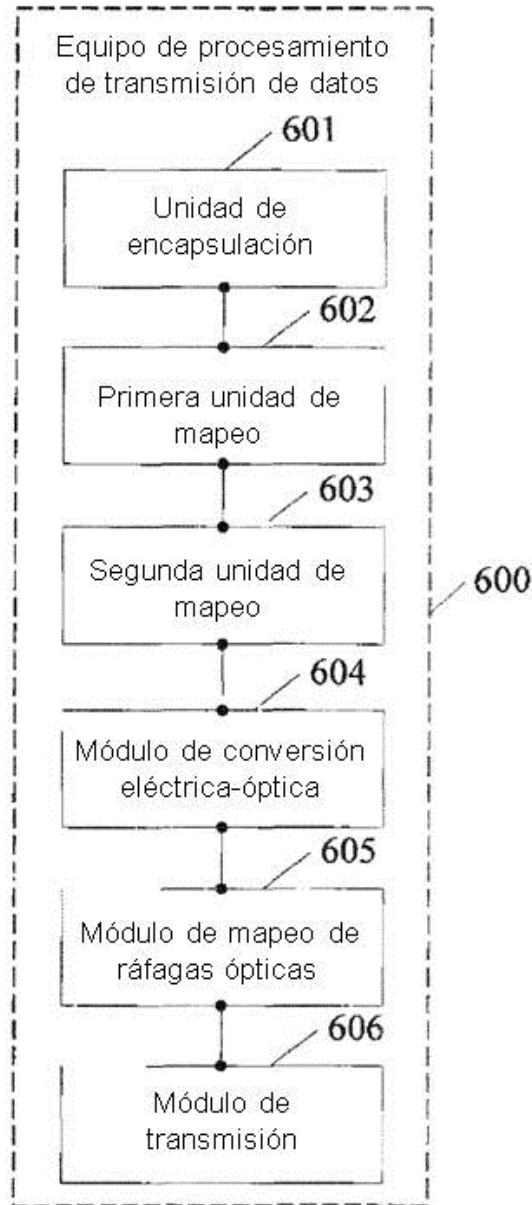 Equipo de procesamiento
de transmisión de datos
601
Unidad de
encapsulación
602
Primera unidad de
mapeo
603
Segunda unidad de
mapeo
600
604
Módulo de conversión
eléctrica-óptica
605
Módulo de mapeo de
ráfagas ópticas
606
Módulo de
transmisión